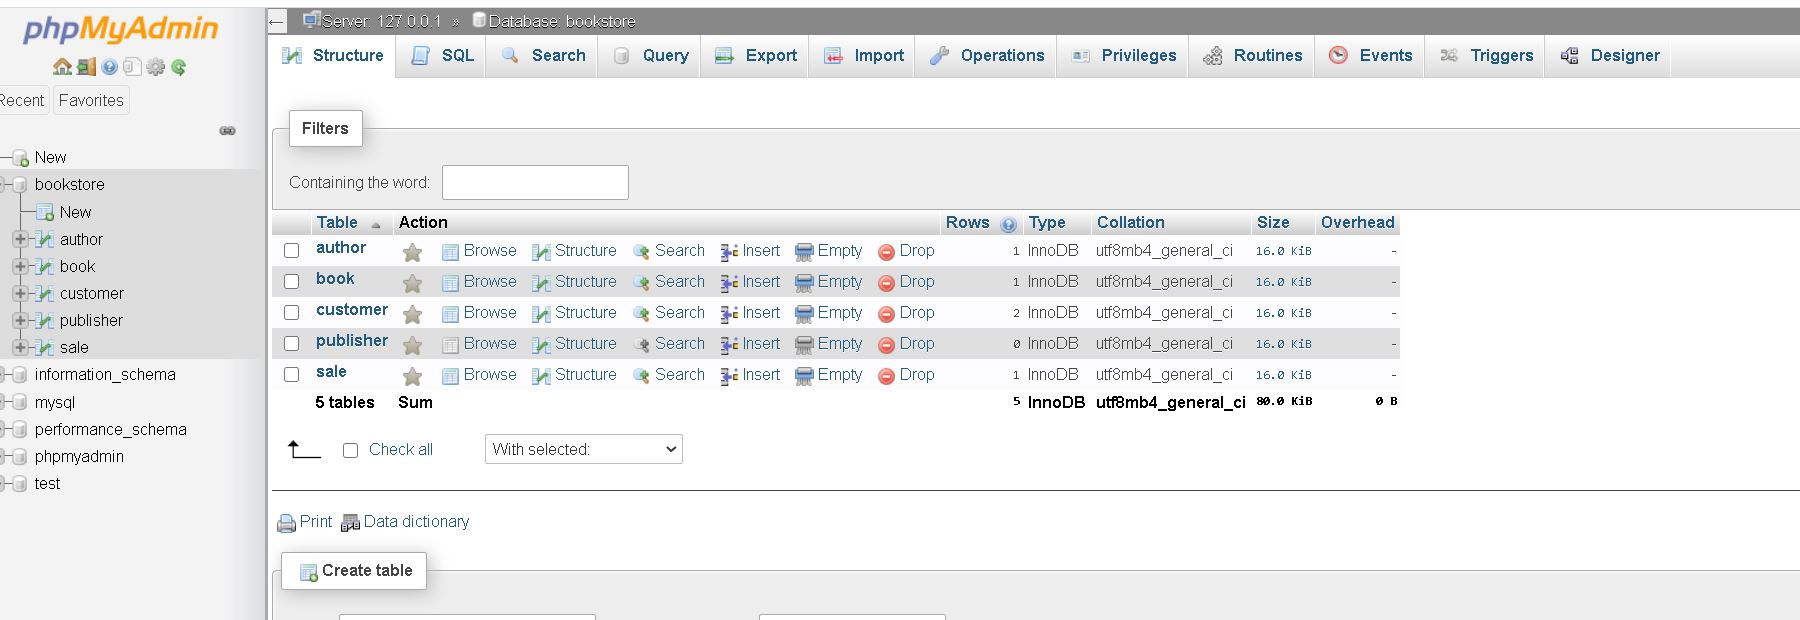 phpMyAdmin
Recent Favorites
New
bookstore
New
author
book
customer
publisher
sale
information_schema
mysql
performance_schema
phpmyadmin
test
Server: 127.0.0.1 » Database: bookstore
Structure SQL Search Query Export Import Operations Privileges Routines Events Triggers Designer
Filters
Containing the word:
Table Action Rows Type Collation Size Overhead
author Browse Structure Search Insert Empty Drop 1 InnoDB utf8mb4_general_ci 16.0 KiB -
book Browse Structure Search Insert Empty Drop 1 InnoDB utf8mb4_general_ci 16.0 KiB -
customer Browse Structure Search Insert Empty Drop 2 InnoDB utf8mb4_general_ci 16.0 KiB -
publisher Browse Structure Search Insert Empty Drop 0 InnoDB utf8mb4_general_ci 16.0 KiB -
sale Browse Structure Search Insert Empty Drop 1 InnoDB utf8mb4_general_ci 16.0 KiB -
5 tables Sum 5 InnoDB utf8mb4_general_ci 80.0 KiB 0 B
Check all With selected:
Print Data dictionary
Create table